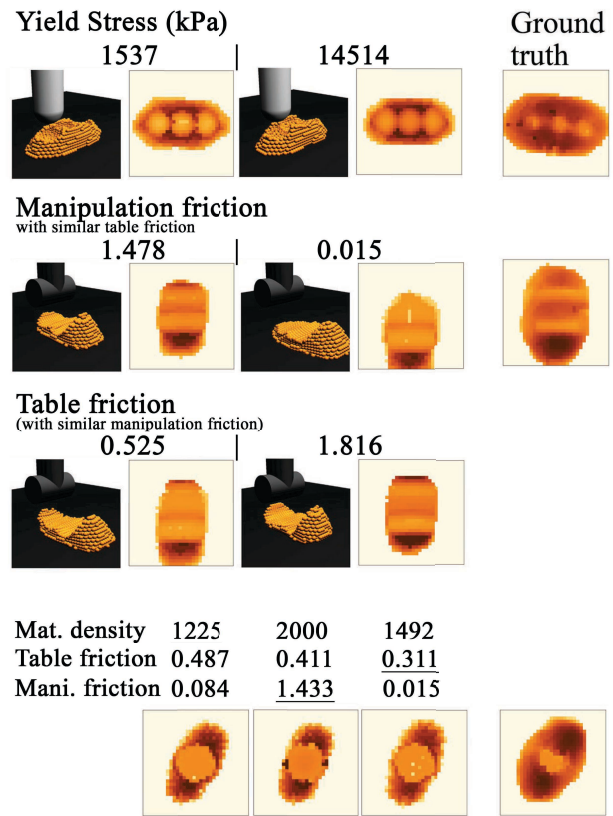 Yield Stress (kPa)
Ground
truth
1537 | 14514
Manipulation friction
with similar table friction
1.478 | 0.015
Table friction
(with similar manipulation friction)
0.525 | 1.816
Mat. density 1225 2000 1492
Table friction 0.487 0.411 0.311
Mani. friction 0.084 1.433 0.015